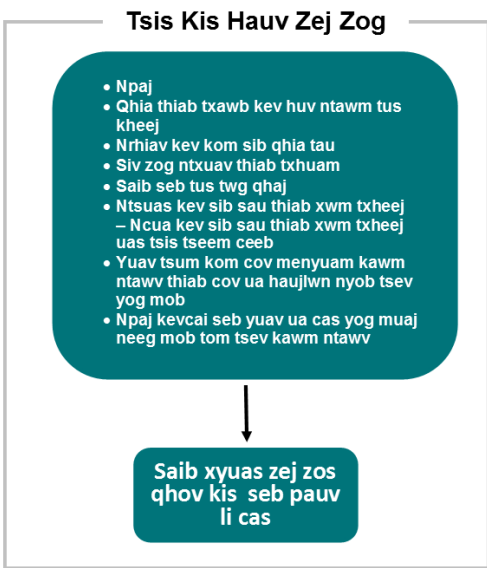 Tsis Kis Hauv Zej Zog
• Npaj
• Qhia thiab txawb kev huv ntawm tus
kheej
• Nrhiav kev kom sib qhia tau
• Siv zog ntxuav thiab txhuam
• Saib seb tus twg qhaj
• Ntsuas kev sib sau thiab xwm txheej
– Ncua kev sib sau thiab xwm txheej
uas tsis tseem ceeb
• Yuav tsum kom cov menyuam kawm
ntawv thiab cov ua haujlwn nyob tsev
yog mob
• Npaj kevcai seb yuav ua cas yog muaj
neeg mob tom tsev kawm ntawv
Saib xyuas zej zos
qhov kis seb pauv
li cas